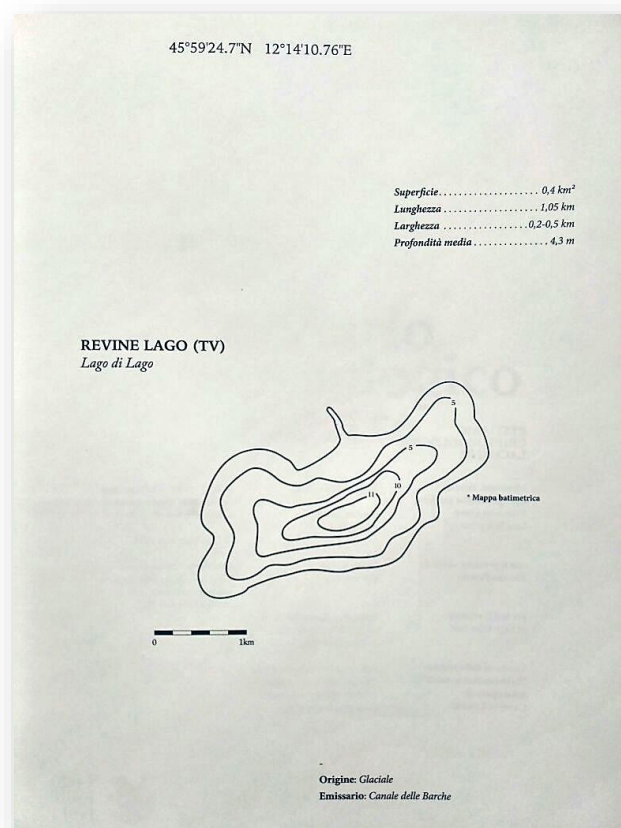 45°59'24.7"N 12°14'10.76"E
Superficie.................... 0,4 km²
Lunghezza ................... 1,05 km
Larghezza ................. 0,2-0,5 km
Profondità media ............... 4,3 m
REVINE LAGO (TV)
Lago di Lago
5
5
10
11
* Mappa batimetrica
0 1km
-
Origine: Glaciale
Emissario: Canale delle Barche